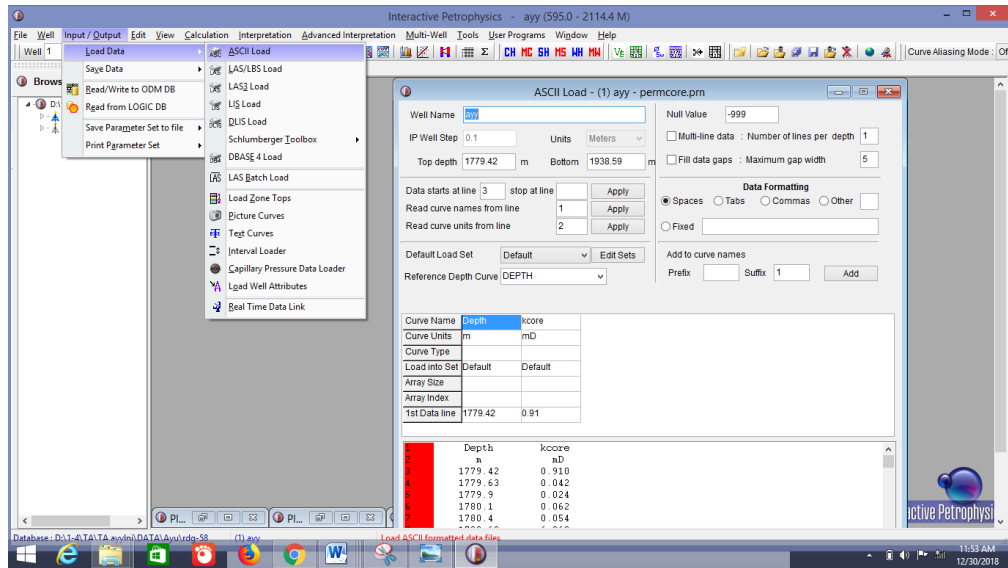 Interactive Petrophysics - ayy (595.0 - 2114.4 M)
File Well Input / Output Edit View Calculation Interpretation Advanced Interpretation Multi-Well Tools User Programs Window Help
Well 1 CH MC SH MS WH MW Curve Aliasing Mode : Of
Load Data
Save Data
Read/Write to ODM DB
Read from LOGIC DB
Save Parameter Set to file
Print Parameter Set
ASCII Load
LAS/LBS Load
LAS3 Load
LIS Load
DLIS Load
Schlumberger Toolbox
DBASE 4 Load
LAS Batch Load
Load Zone Tops
Picture Curves
Text Curves
Interval Loader
Capillary Pressure Data Loader
Load Well Attributes
Real Time Data Link
Brows
D:\
ASCII Load - (1) ayy - permcore.prn
Well Name ayy
IP Well Step 0.1 Units Meters
Top depth 1779.42 m Bottom 1938.59 m
Null Value -999
Multi-line data : Number of lines per depth 1
Fill data gaps : Maximum gap width 5
Data starts at line 3 stop at line Apply
Read curve names from line 1 Apply
Read curve units from line 2 Apply
Data Formatting
Spaces Tabs Commas Other
Fixed
Default Load Set Default Edit Sets
Reference Depth Curve DEPTH
Add to curve names
Prefix Suffix 1 Add
Curve Name Depth kcore
Curve Units m mD
Curve Type
Load into Set Default Default
Array Size
Array Index
1st Data line 1779.42 0.91
1 Depth kcore
2 m mD
3 1779.42 0.910
4 1779.63 0.042
5 1779.9 0.024
6 1780.1 0.062
7 1780.4 0.054
PI... PI...
active Petrophysi
Database : D:\1-4\TA\TA ayyIni\DATA\Ayu\rdg-58 (1) ayy Load ASCII formatted data files
11:53 AM
12/30/2018